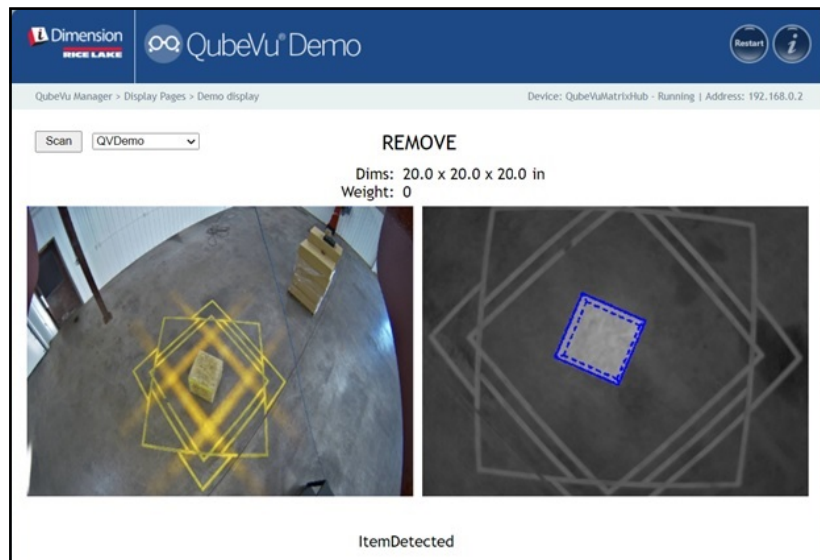 iDimension
RICE LAKE
QubeVu® Demo
Restart
i
QubeVu Manager > Display Pages > Demo display
Device: QubeVuMatrixHub - Running | Address: 192.168.0.2
Scan
QVDemo
REMOVE
Dims: 20.0 x 20.0 x 20.0 in
Weight: 0
ItemDetected